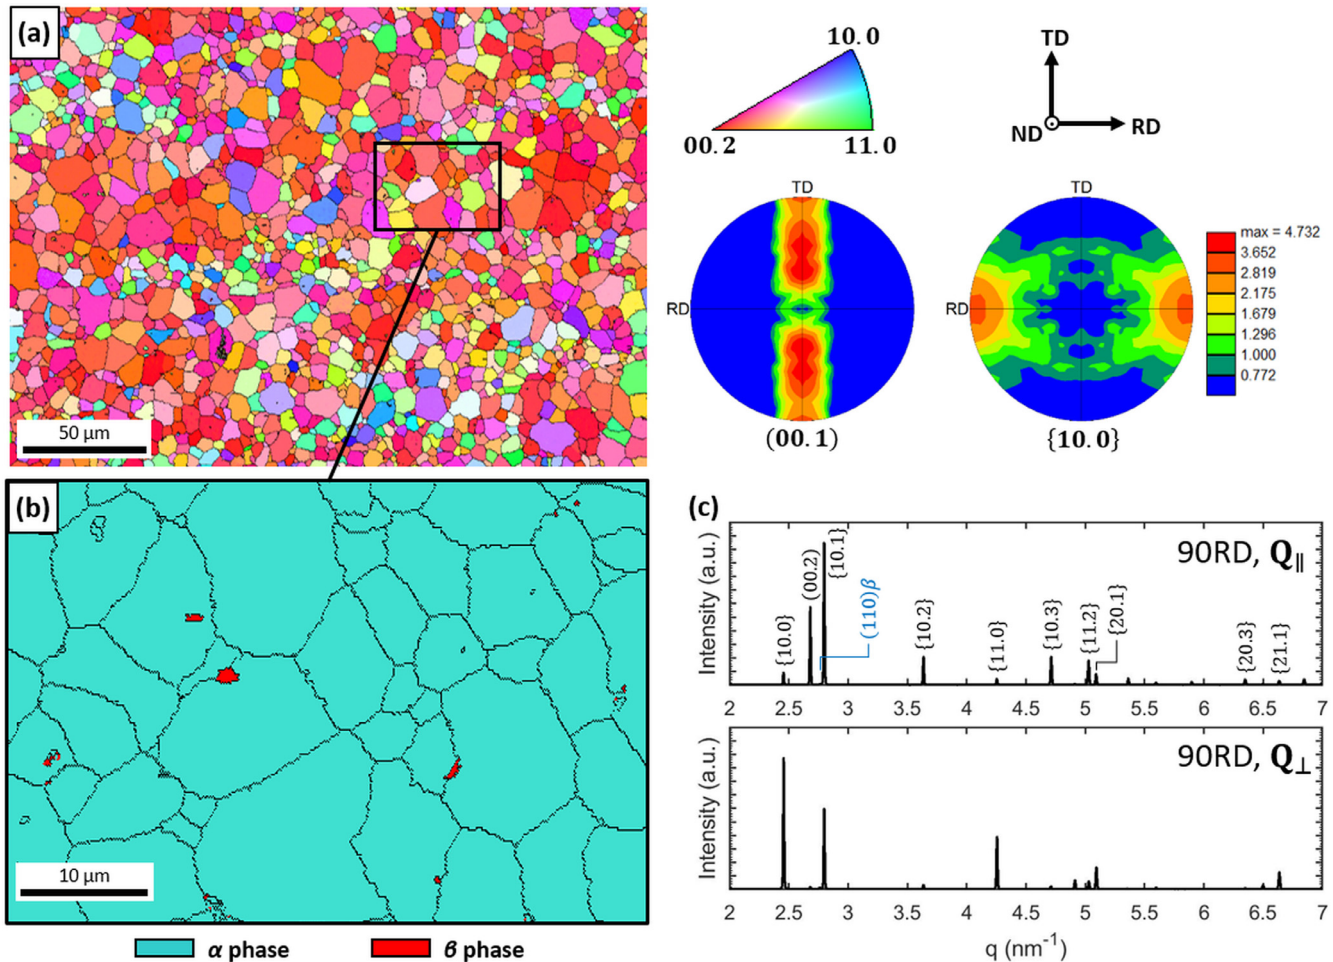 (a)
50 µm
10.0
00.2
11.0
TD
ND
RD
TD
RD
(00.1)
TD
RD
{10.0}
max = 4.732
3.652
2.819
2.175
1.679
1.296
1.000
0.772
(b)
10 µm
α phase
β phase
(c)
90RD, Q∥
Intensity (a.u.)
{10.0}
(00.2)
{10.1}
(110)β
{10.2}
{11.0}
{10.3}
{11.2}
{20.1}
{20.3}
{21.1}
2 2.5 3 3.5 4 4.5 5 5.5 6 6.5 7
90RD, Q⊥
Intensity (a.u.)
2 2.5 3 3.5 4 4.5 5 5.5 6 6.5 7
q (nm⁻¹)